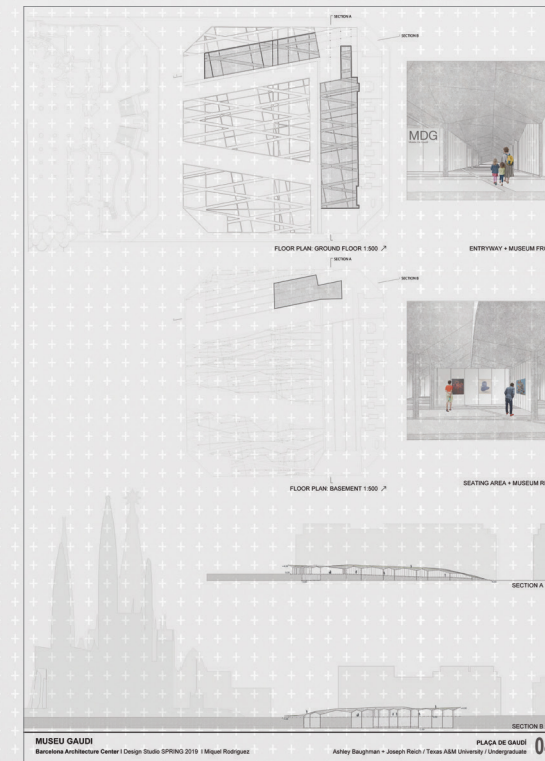 SECTION A
SECTION B
MDG
FLOOR PLAN: GROUND FLOOR 1:500 ↗
ENTRYWAY + MUSEUM FR
SECTION A
SECTION B
FLOOR PLAN: BASEMENT 1:500 ↗
SEATING AREA + MUSEUM R
SECTION A
SECTION B
MUSEU GAUDI
Barcelona Architecture Center I Design Studio SPRING 2019 I Miquel Rodriguez
PLAÇA DE GAUDÍ
Ashley Baughman + Joseph Reich / Texas A&M University / Undergraduate